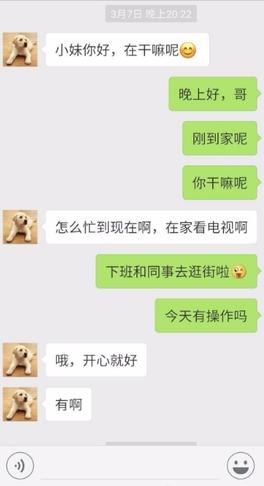 3月7日 晚上20:22
小妹你好，在干嘛呢😊
晚上好，哥
刚到家呢
你干嘛呢
怎么忙到现在啊，在家看电视啊
下班和同事去逛街啦😜
今天有操作吗
哦，开心就好
有啊